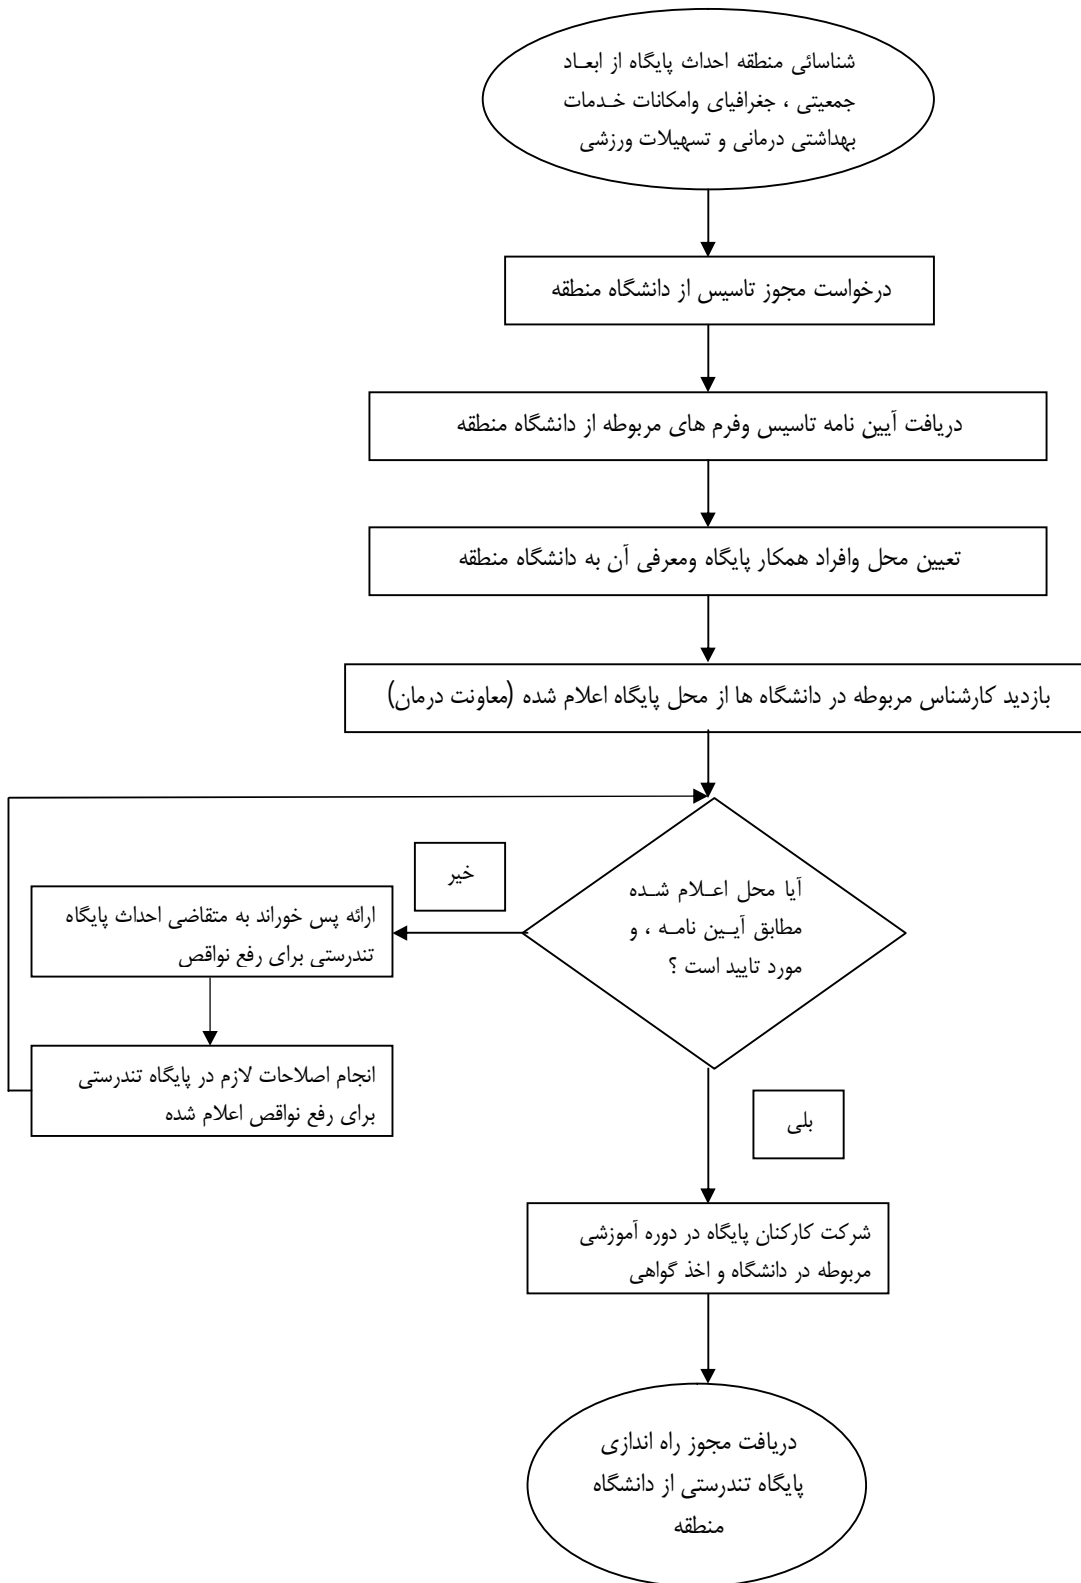 شناسائی منطقه احداث پایگاه از ابعـاد
جمعیتی ، جغرافیای وامکانات خـدمات
بهداشتی درمانی و تسهیلات ورزشی
درخواست مجوز تاسیس از دانشگاه منطقه
دریافت آیین نامه تاسیس وفرم های مربوطه از دانشگاه منطقه
تعیین محل وافراد همکار پایگاه ومعرفی آن به دانشگاه منطقه
بازدید کارشناس مربوطه در دانشگاه ها از محل پایگاه اعلام شده (معاونت درمان)
آیا محل اعـلام شـده
مطابق آیـین نامـه ، و
مورد تایید است ؟
خیر
ارائه پس خوراند به متقاضی احداث پایگاه
تندرستی برای رفع نواقص
انجام اصلاحات لازم در پایگاه تندرستی
برای رفع نواقص اعلام شده
بلی
شرکت کارکنان پایگاه در دوره آموزشی
مربوطه در دانشگاه و اخذ گواهی
دریافت مجوز راه اندازی
پایگاه تندرستی از دانشگاه
منطقه